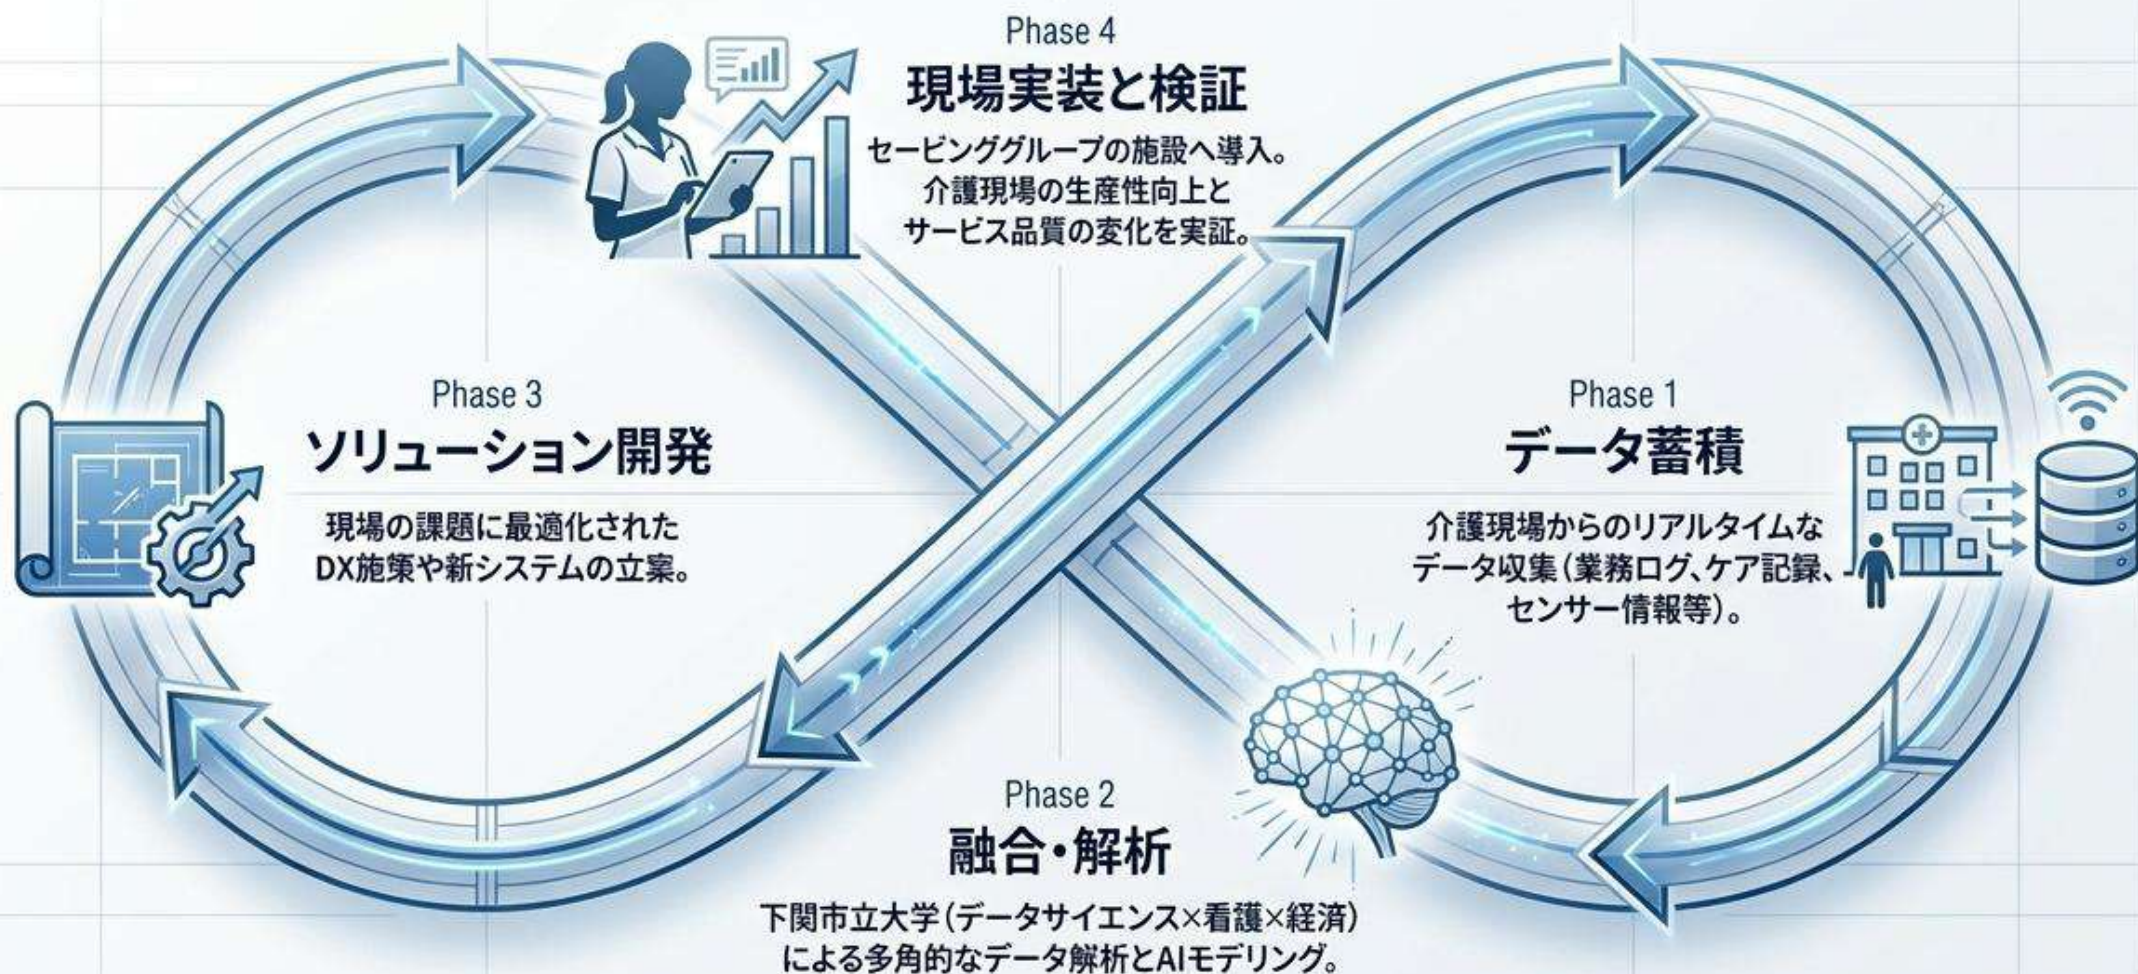 Phase 4
現場実装と検証
セービンググループの施設へ導入。
介護現場の生産性向上と
サービス品質の変化を実証。
Phase 3
ソリューション開発
現場の課題に最適化された
DX施策や新システムの立案。
Phase 1
データ蓄積
介護現場からのリアルタイムな
データ収集(業務ログ、ケア記録、
センサー情報等)。
Phase 2
融合・解析
下関市立大学(データサイエンス×看護×経済)
による多角的なデータ解析とAIモデリング。